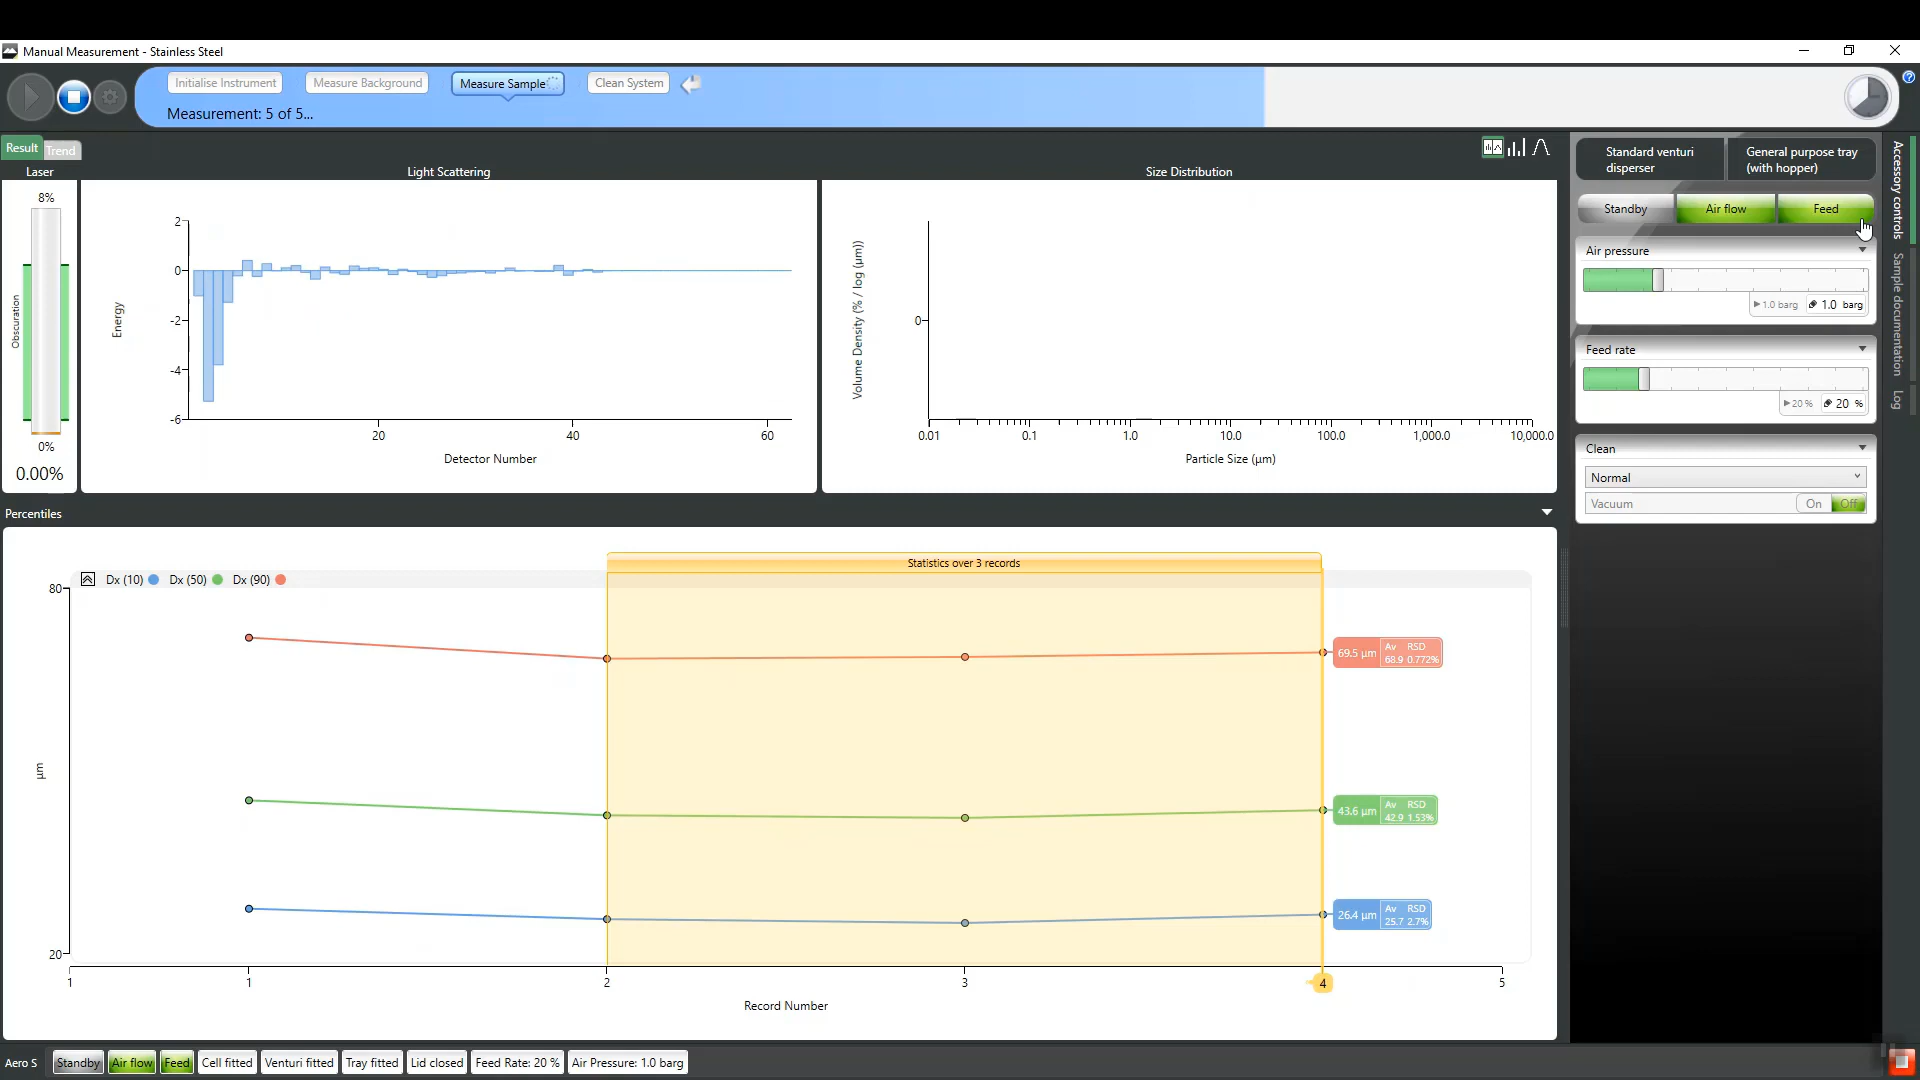 Manual Measurement - Stainless Steel
Initialise Instrument
Measure Background
Measure Sample
Clean System
Measurement: 5 of 5...
Result
Trend
Laser
Light Scattering
Size Distribution
8%
Obscuration
0%
0.00%
2
0
-2
-4
-6
Energy
20
40
60
Detector Number
Volume Density (% / log (µm))
0
0.01
0.1
1.0
10.0
100.0
1,000.0
10,000.0
Particle Size (µm)
Standard venturi
disperser
General purpose tray
(with hopper)
Standby
Air flow
Feed
Air pressure
1.0 barg
1.0 barg
Feed rate
20 %
20 %
Clean
Normal
Vacuum
On
Off
Accessory controls
Sample documentation
Log
Percentiles
Statistics over 3 records
Dx (10)
Dx (50)
Dx (90)
80
µm
20
69.5 µm
Av RSD
68.9 0.772%
43.6 µm
Av RSD
42.9 1.53%
26.4 µm
Av RSD
25.7 2.7%
1
1
2
3
4
5
Record Number
Aero S
Standby
Air flow
Feed
Cell fitted
Venturi fitted
Tray fitted
Lid closed
Feed Rate: 20 %
Air Pressure: 1.0 barg